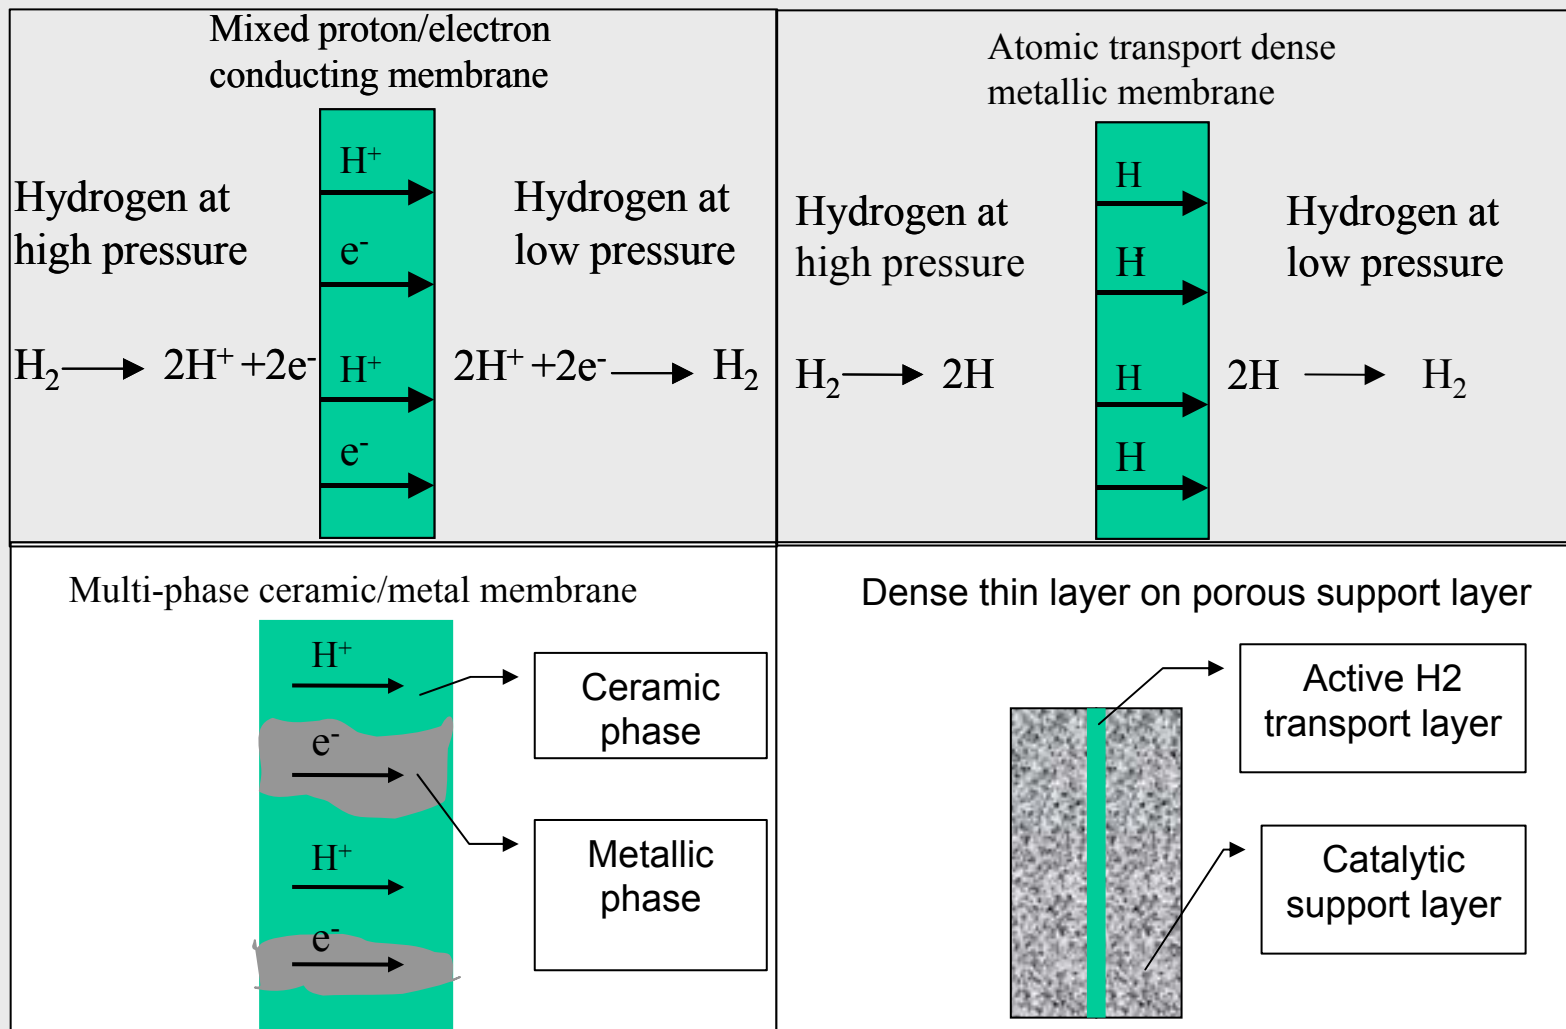 Mixed proton/electron
conducting membrane
H⁺
Hydrogen at
high pressure
e⁻
Hydrogen at
low pressure
H₂ → 2H⁺ +2e⁻
H⁺
2H⁺ +2e⁻ → H₂
e⁻
Atomic transport dense
metallic membrane
H
Hydrogen at
high pressure
H
Hydrogen at
low pressure
H₂ → 2H
H
2H → H₂
H
Multi-phase ceramic/metal membrane
H⁺
Ceramic
phase
e⁻
H⁺
Metallic
phase
e⁻
Dense thin layer on porous support layer
Active H2
transport layer
Catalytic
support layer